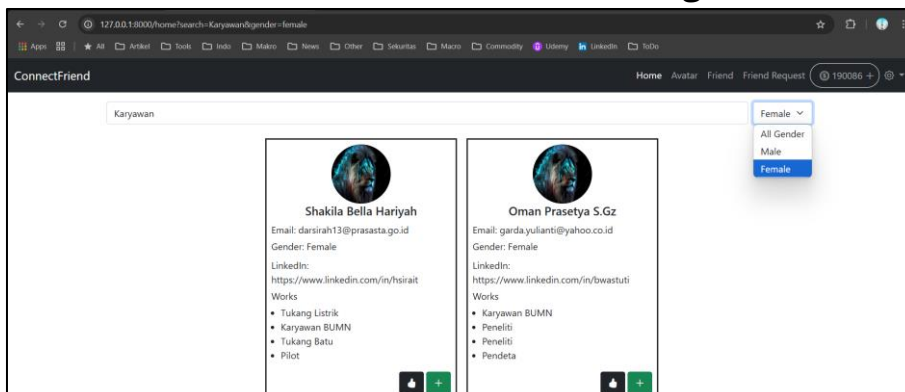 127.0.0.1:8000/home?search=Karyawan&gender=female
Apps All Artikel Tools Indo Makro News Other Sekuritas Macro Commodity Udemy LinkedIn ToDo
ConnectFriend Home Avatar Friend Friend Request 190086 +
Karyawan Female
All Gender
Male
Female
Shakila Bella Hariyah
Email: darsirah13@prasasta.go.id
Gender: Female
LinkedIn:
https://www.linkedin.com/in/hsirait
Works
• Tukang Listrik
• Karyawan BUMN
• Tukang Batu
• Pilot
+
Oman Prasetya S.Gz
Email: garda.yulianti@yahoo.co.id
Gender: Female
LinkedIn:
https://www.linkedin.com/in/bwastuti
Works
• Karyawan BUMN
• Peneliti
• Peneliti
• Pendeta
+